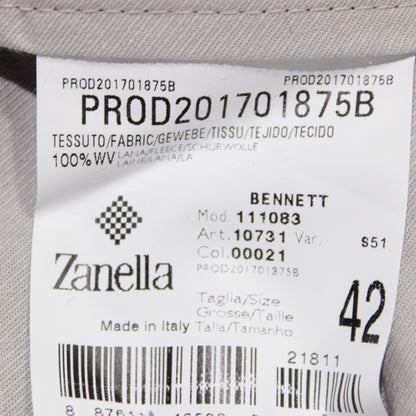 PROD201701875B PROD201701875B
PROD201701875B
TESSUTO/FABRIC/GEWEBE/TISSU/TEJIDO/TECIDO
100% WV LANA/FLEECE/SCHURWOLLE
LAINE/LANA/LA
BENNETT
Mod. 111083
Art. 10731 Var. S51
Col. 00021
PROD201701875B
Zanella
Taglia/Size
Grosse/Taille
Talla/Tamanho
42
Made in Italy
21811
8 87611